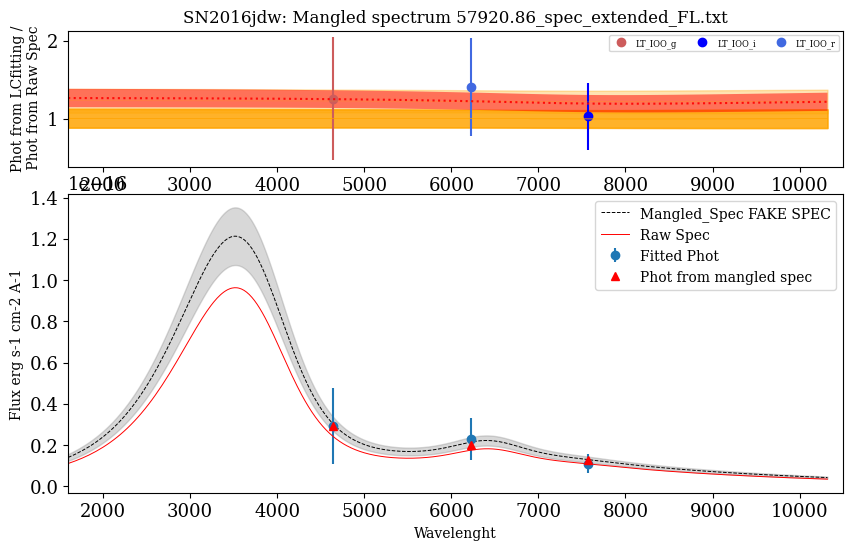 SN2016jdw: Mangled spectrum 57920.86_spec_extended_FL.txt
Phot from LCfitting /
Phot from Raw Spec
2
1
LT_IOO_g
LT_IOO_i
LT_IOO_r
2000 3000 4000 5000 6000 7000 8000 9000 10000
1e−16
Flux erg s-1 cm-2 A-1
1.4
1.2
1.0
0.8
0.6
0.4
0.2
0.0
Mangled_Spec FAKE SPEC
Raw Spec
Fitted Phot
Phot from mangled spec
2000 3000 4000 5000 6000 7000 8000 9000 10000
Wavelenght